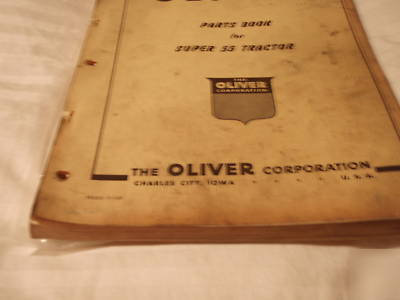 PARTS BOOK
for
SUPER 55 TRACTOR
THE
OLIVER
CORPORATION
THE OLIVER CORPORATION
CHARLES CITY, IOWA U. S. A.